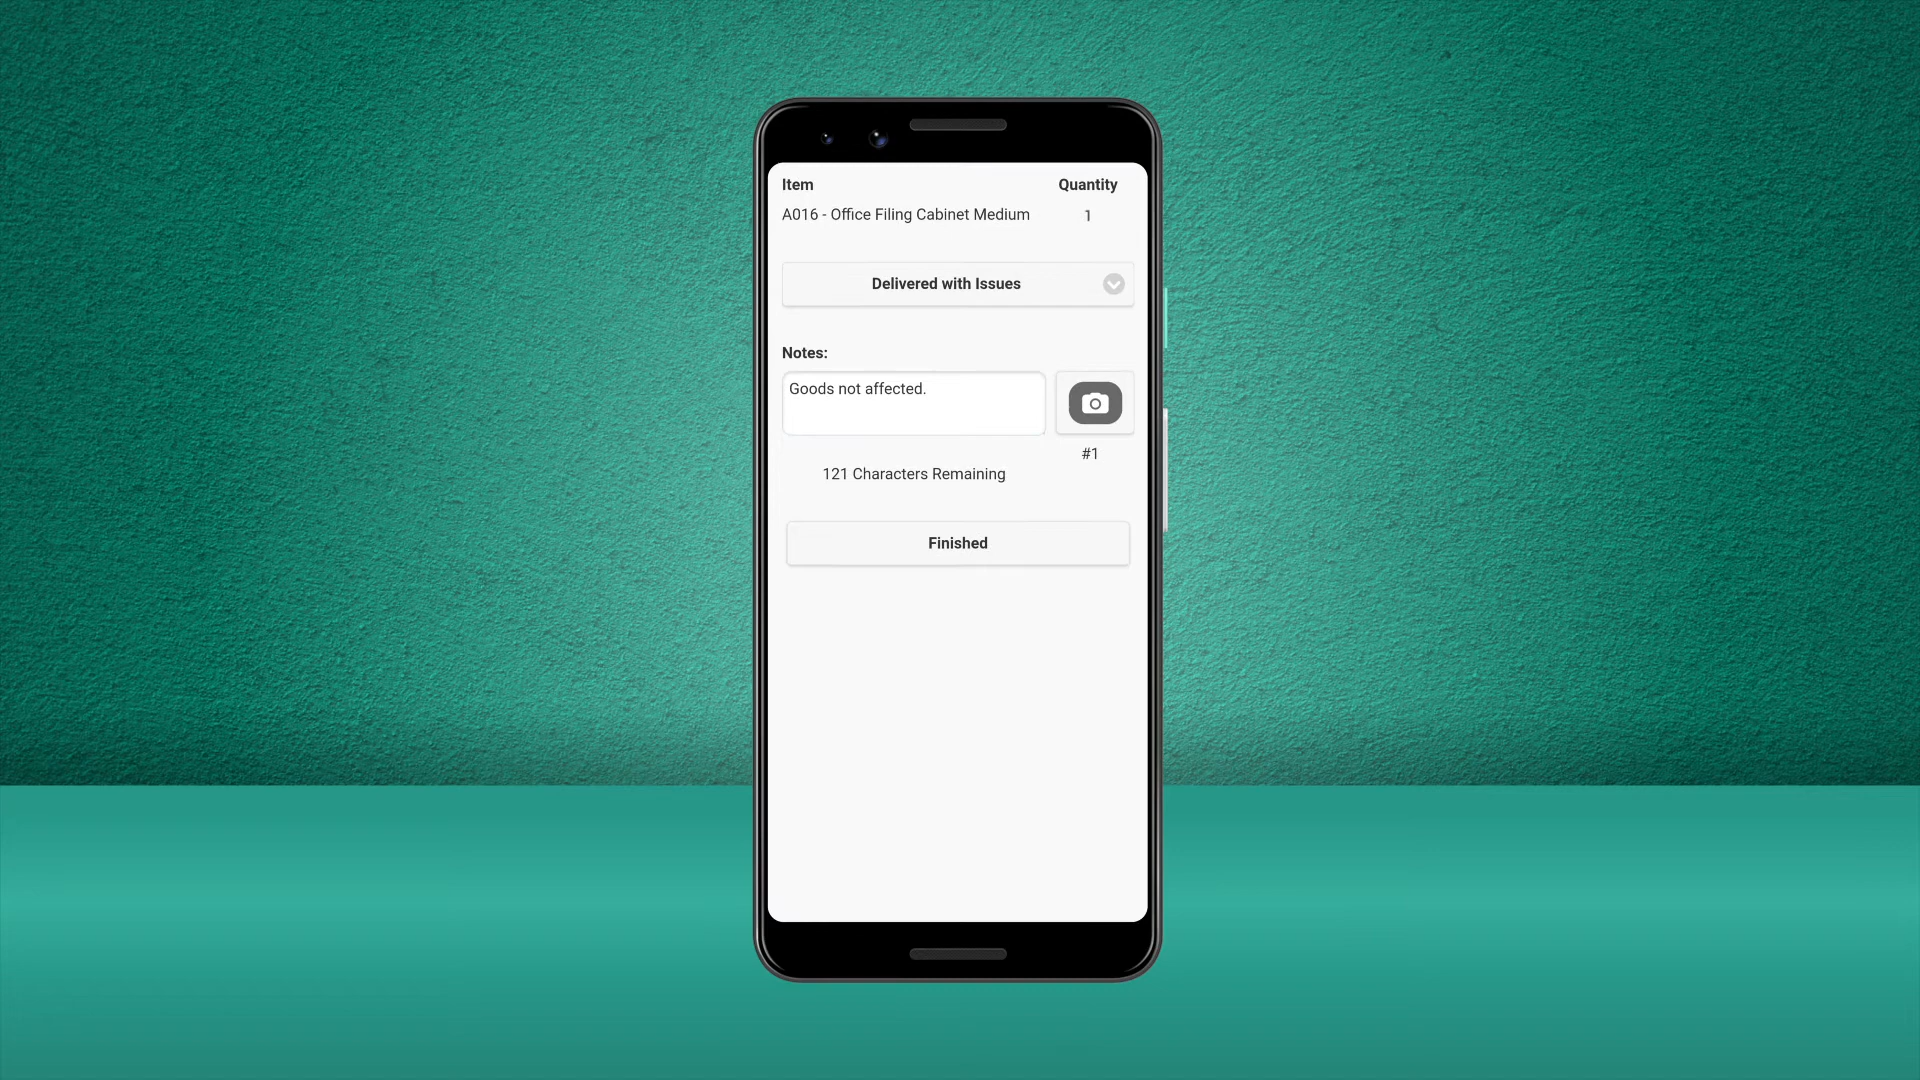 Item Quantity
A016 - Office Filing Cabinet Medium 1
Delivered with Issues
Notes:
Goods not affected.
#1
121 Characters Remaining
Finished